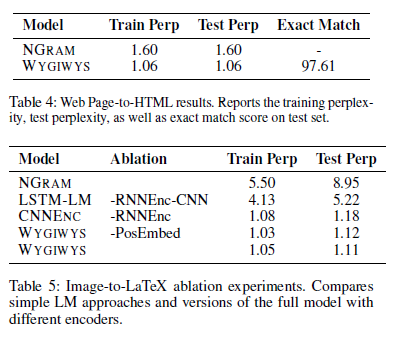 Model Train Perp Test Perp Exact Match
NGRAM 1.60 1.60 -
WYGIWYS 1.06 1.06 97.61
Table 4: Web Page-to-HTML results. Reports the training perplex-
ity, test perplexity, as well as exact match score on test set.
Model Ablation Train Perp Test Perp
NGRAM 5.50 8.95
LSTM-LM -RNNEnc-CNN 4.13 5.22
CNNENC -RNNEnc 1.08 1.18
WYGIWYS -PosEmbed 1.03 1.12
WYGIWYS 1.05 1.11
Table 5: Image-to-LaTeX ablation experiments. Compares
simple LM approaches and versions of the full model with
different encoders.